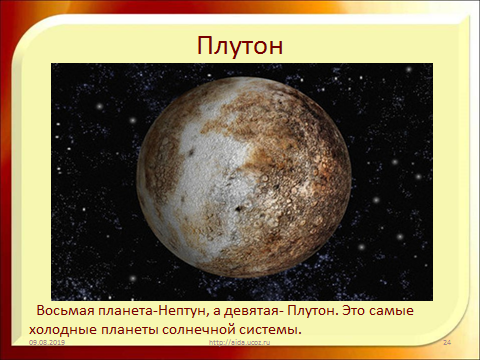 Плутон
Восьмая планета-Нептун, а девятая- Плутон. Это самые
холодные планеты солнечной системы.
09.08.2019 http://aida.ucoz.ru 24